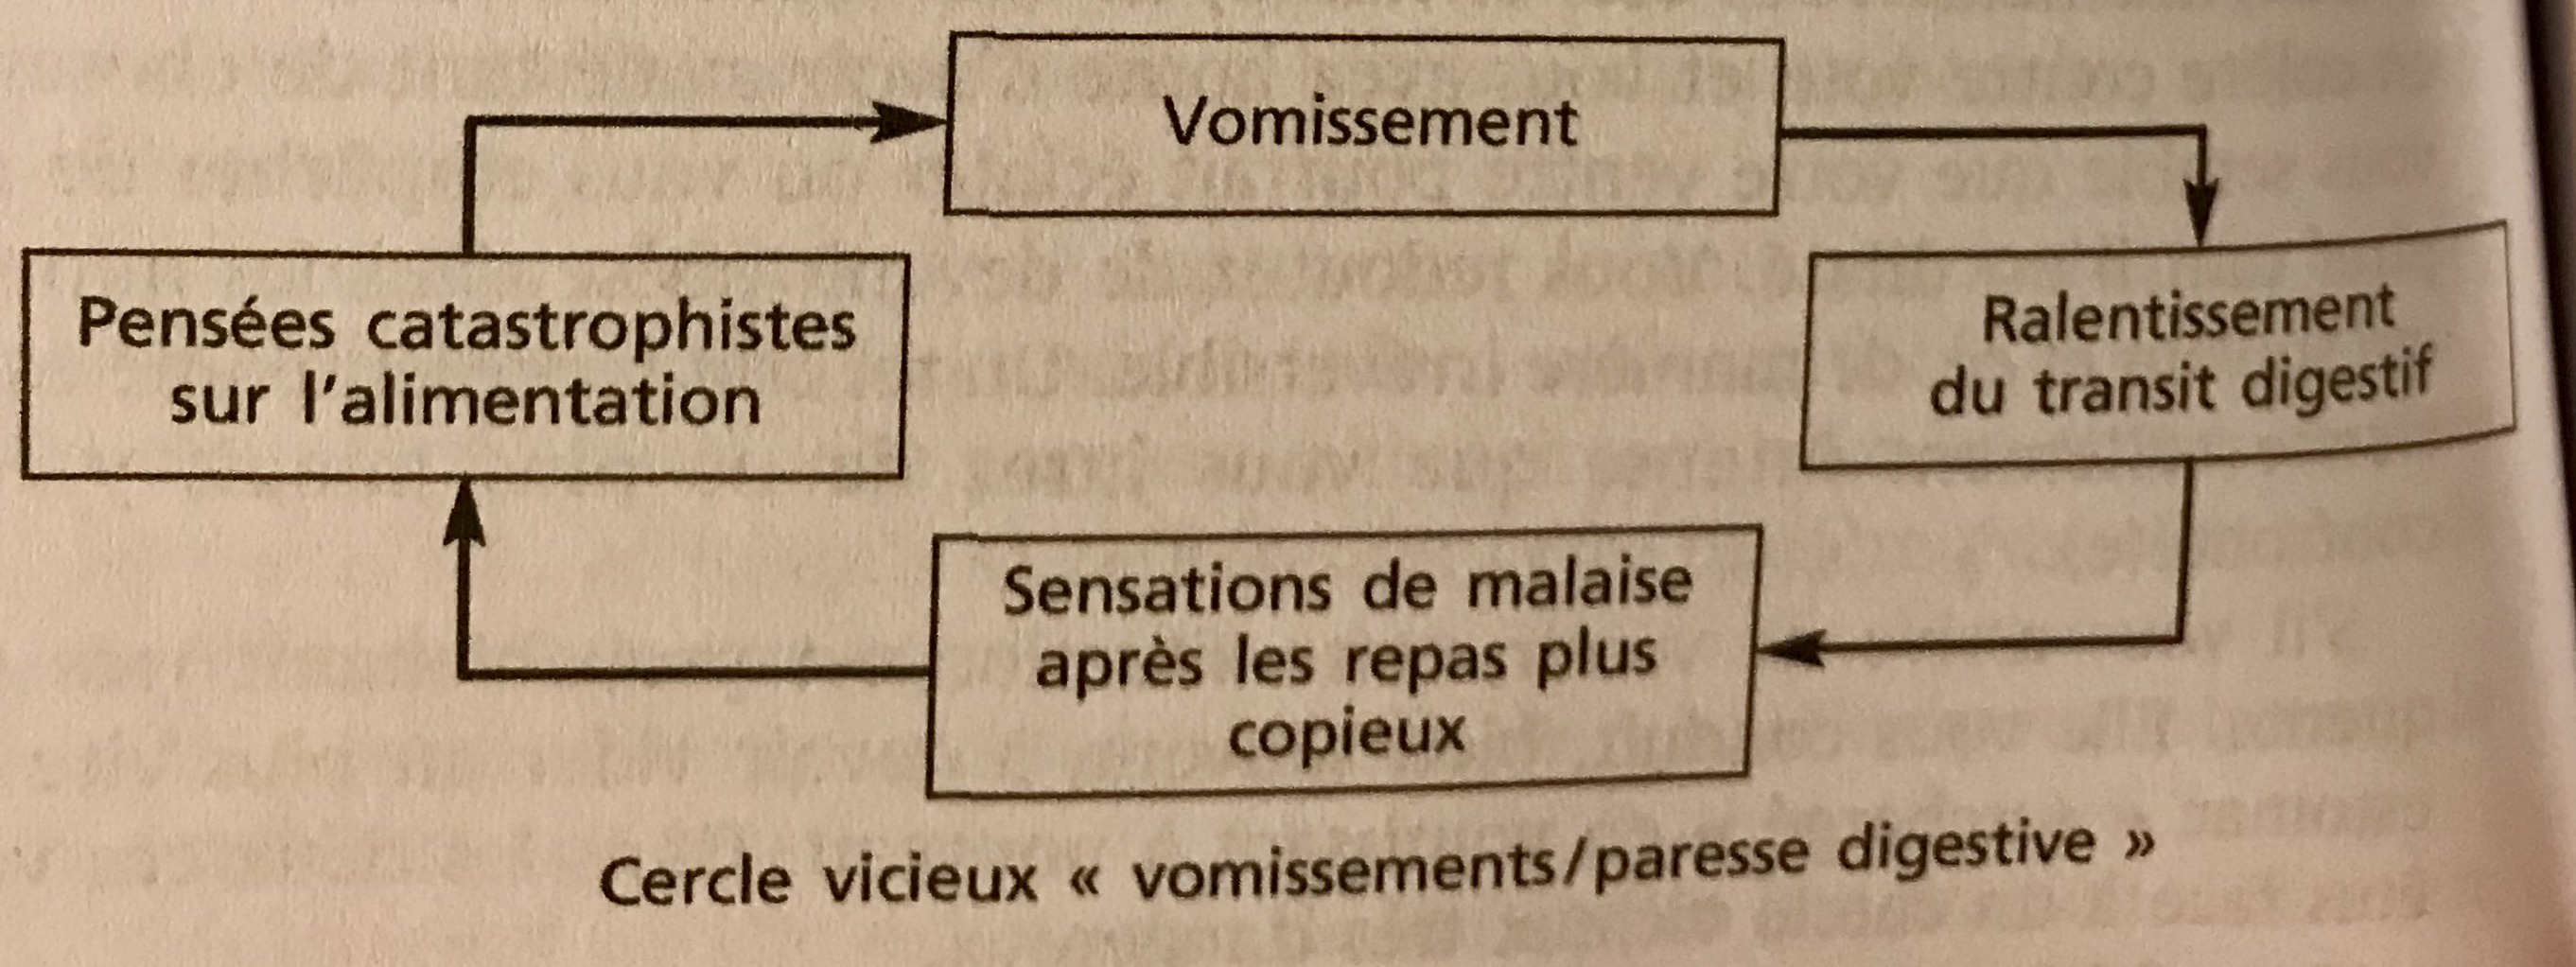 Vomissement
Pensées catastrophistes
sur l'alimentation
Ralentissement
du transit digestif
Sensations de malaise
après les repas plus
copieux
Cercle vicieux « vomissements/paresse digestive »